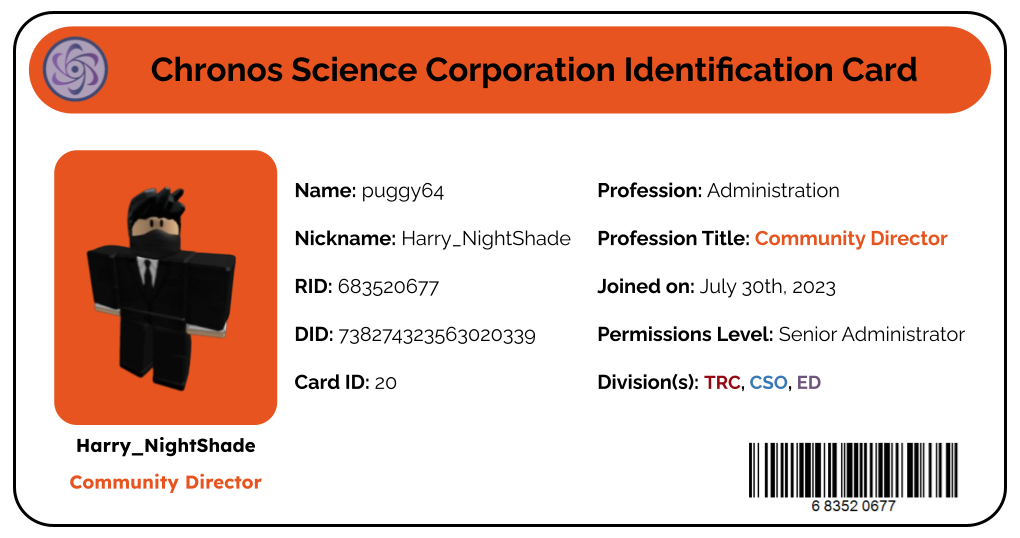 Chronos Science Corporation Identification Card
Name: puggy64
Nickname: Harry_NightShade
RID: 683520677
DID: 738274323563020339
Card ID: 20
Profession: Administration
Profession Title: Community Director
Joined on: July 30th, 2023
Permissions Level: Senior Administrator
Division(s): TRC, CSO, ED
Harry_NightShade
Community Director
6 8352 0677